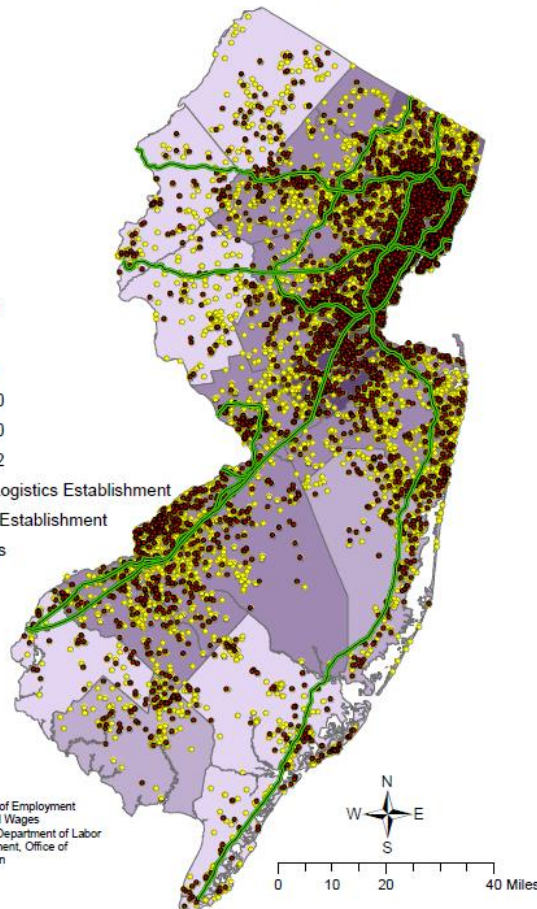 0
0
2
ogistics Establishment
Establishment
s
of Employment
d Wages
Department of Labor
ment, Office of
n
N
W E
S
0 10 20 40 Miles